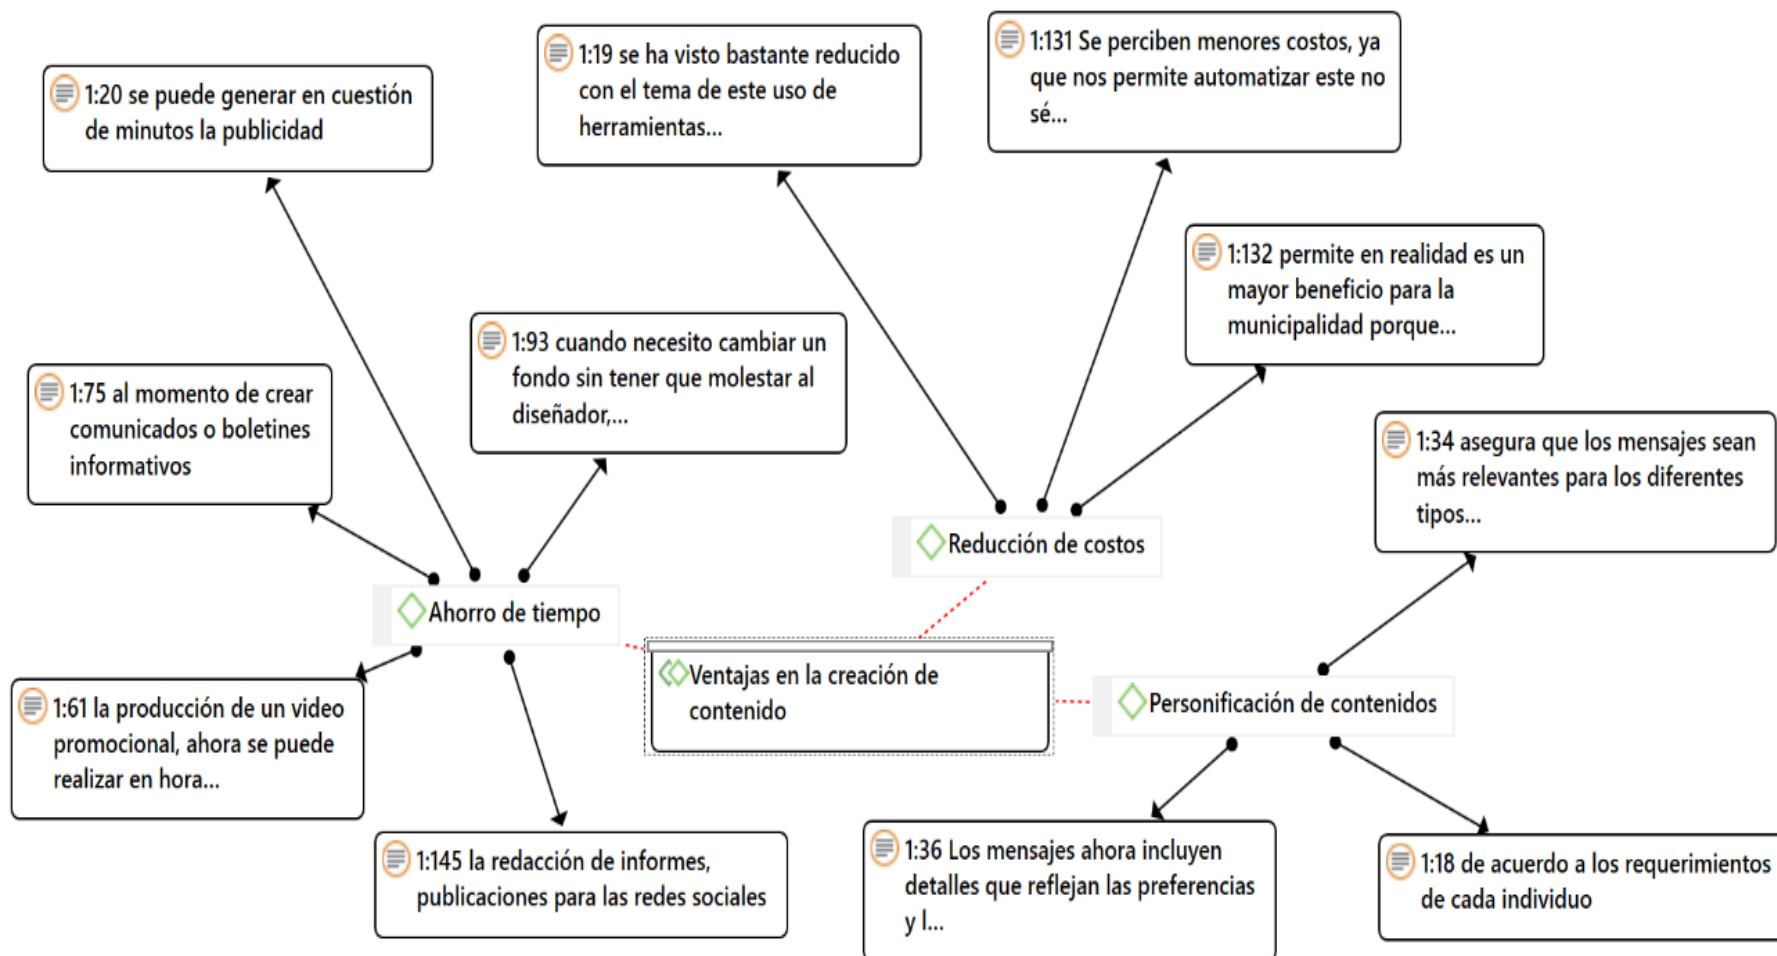 1:20 se puede generar en cuestión
de minutos la publicidad
1:19 se ha visto bastante reducido
con el tema de este uso de
herramientas...
1:131 Se perciben menores costos, ya
que nos permite automatizar este no
sé...
1:132 permite en realidad es un
mayor beneficio para la
municipalidad porque...
1:93 cuando necesito cambiar un
fondo sin tener que molestar al
diseñador,...
1:75 al momento de crear
comunicados o boletines
informativos
1:34 asegura que los mensajes sean
más relevantes para los diferentes
tipos...
Reducción de costos
Ahorro de tiempo
Ventajas en la creación de
contenido
Personificación de contenidos
1:61 la producción de un video
promocional, ahora se puede
realizar en hora...
1:145 la redacción de informes,
publicaciones para las redes sociales
1:36 Los mensajes ahora incluyen
detalles que reflejan las preferencias
y l...
1:18 de acuerdo a los requerimientos
de cada individuo